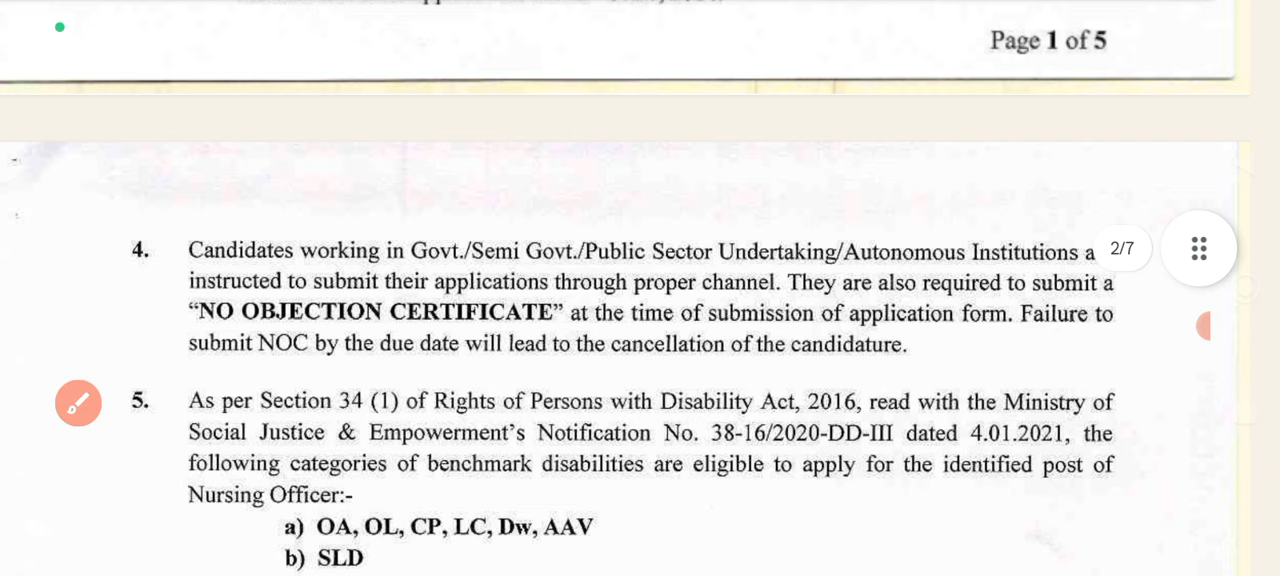 Page 1 of 5
4. Candidates working in Govt./Semi Govt./Public Sector Undertaking/Autonomous Institutions a
2/7
instructed to submit their applications through proper channel. They are also required to submit a
“NO OBJECTION CERTIFICATE” at the time of submission of application form. Failure to
submit NOC by the due date will lead to the cancellation of the candidature.
5. As per Section 34 (1) of Rights of Persons with Disability Act, 2016, read with the Ministry of
Social Justice & Empowerment’s Notification No. 38-16/2020-DD-III dated 4.01.2021, the
following categories of benchmark disabilities are eligible to apply for the identified post of
Nursing Officer:-
a) OA, OL, CP, LC, Dw, AAV
b) SLD